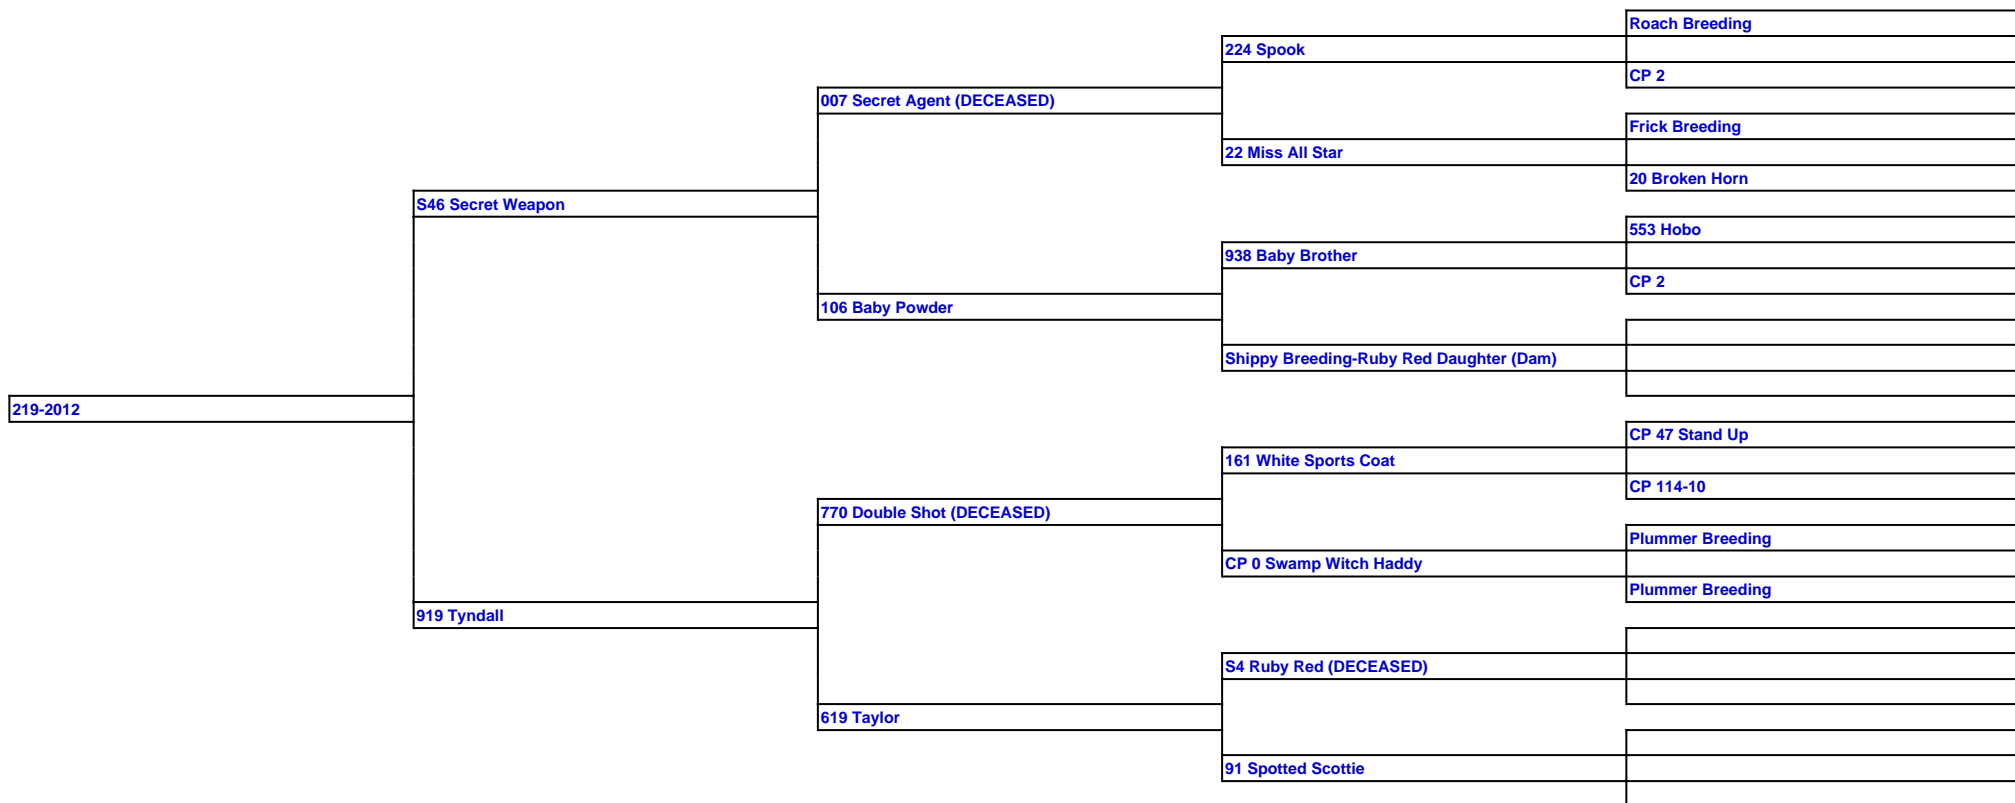 Roach Breeding
224 Spook
CP 2
007 Secret Agent (DECEASED)
Frick Breeding
22 Miss All Star
20 Broken Horn
S46 Secret Weapon
553 Hobo
938 Baby Brother
CP 2
106 Baby Powder
Shippy Breeding-Ruby Red Daughter (Dam)
219-2012
CP 47 Stand Up
161 White Sports Coat
CP 114-10
770 Double Shot (DECEASED)
Plummer Breeding
CP 0 Swamp Witch Haddy
Plummer Breeding
919 Tyndall
S4 Ruby Red (DECEASED)
619 Taylor
91 Spotted Scottie